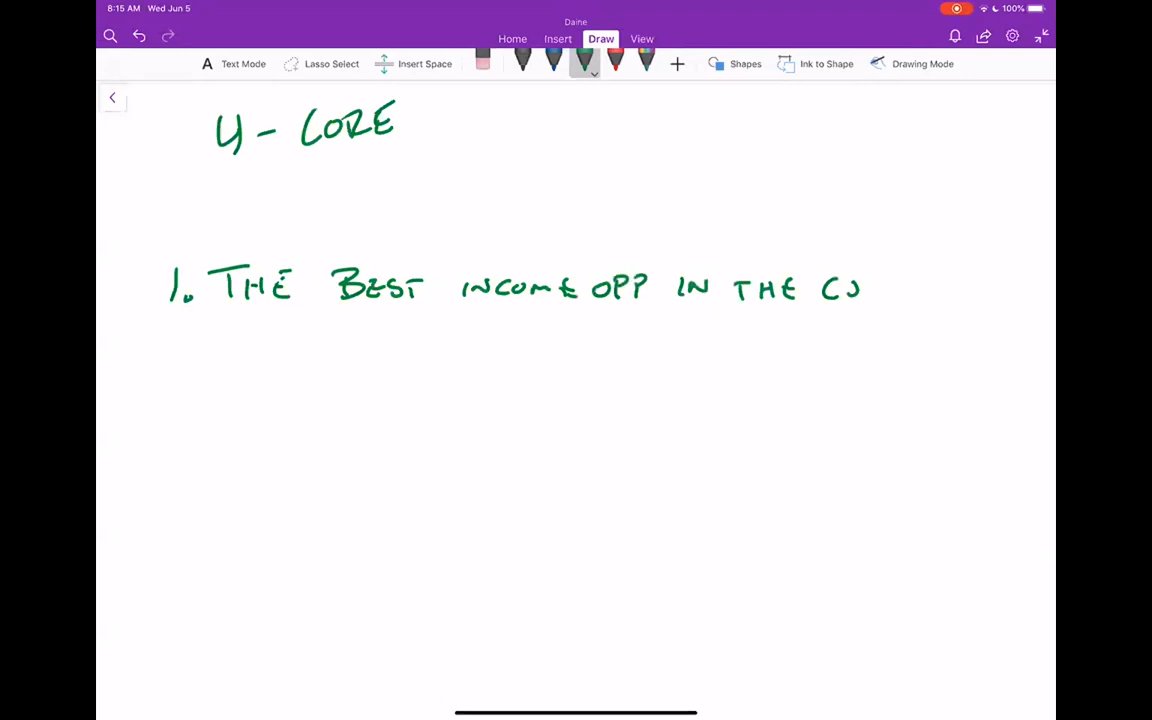 8:15 AM Wed Jun 5
100%
Daine
Home Insert Draw View
Text Mode Lasso Select Insert Space Shapes Ink to Shape Drawing Mode
4 - CORE
1. THE BEST INCOME OPP IN THE